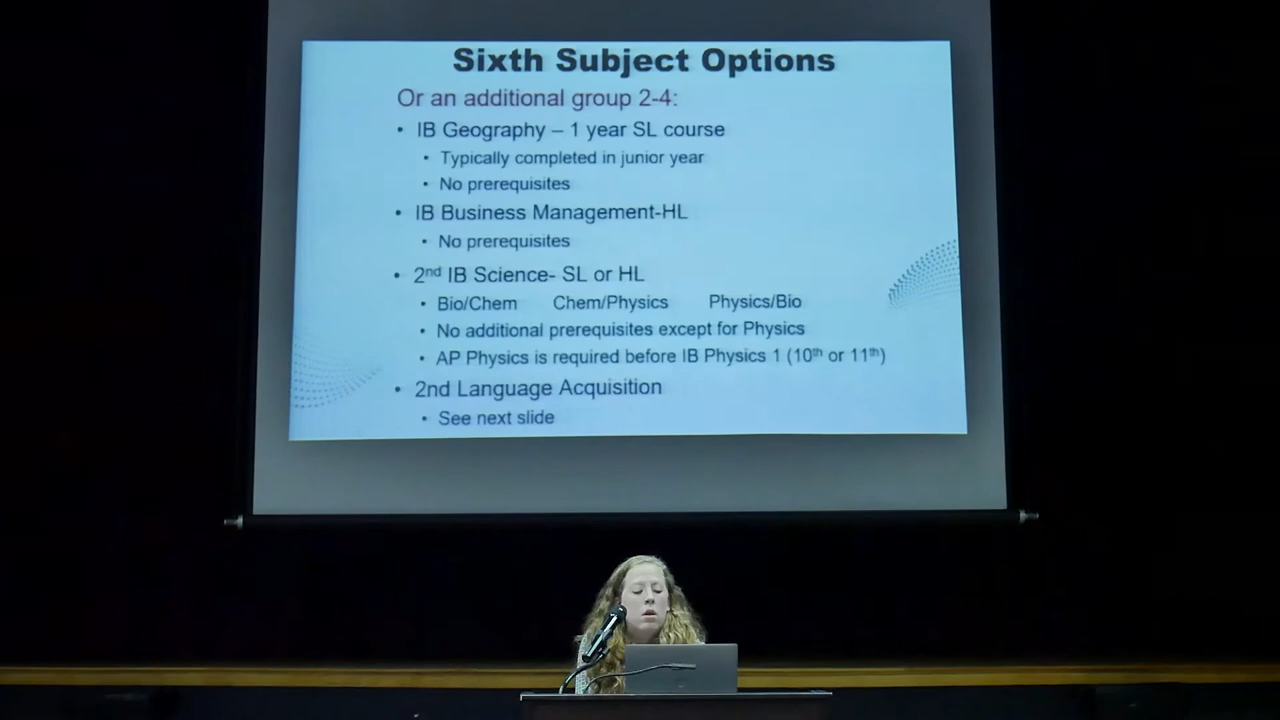 Sixth Subject Options
Or an additional group 2-4:
• IB Geography – 1 year SL course
• Typically completed in junior year
• No prerequisites
• IB Business Management-HL
• No prerequisites
• 2nd IB Science- SL or HL
• Bio/Chem Chem/Physics Physics/Bio
• No additional prerequisites except for Physics
• AP Physics is required before IB Physics 1 (10th or 11th)
• 2nd Language Acquisition
• See next slide